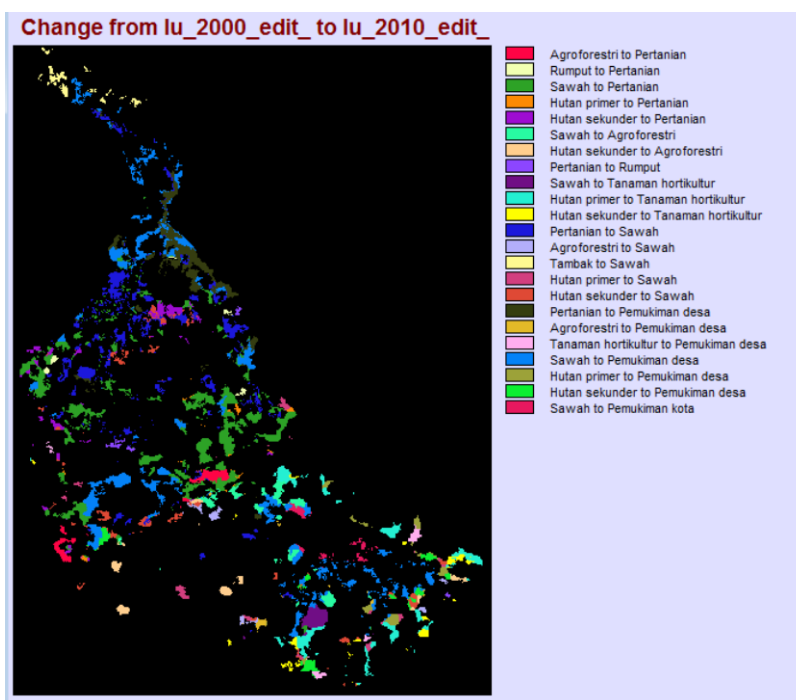 Change from lu_2000_edit_ to lu_2010_edit_
Agroforestri to Pertanian
Rumput to Pertanian
Sawah to Pertanian
Hutan primer to Pertanian
Hutan sekunder to Pertanian
Sawah to Agroforestri
Hutan sekunder to Agroforestri
Pertanian to Rumput
Sawah to Tanaman hortikultur
Hutan primer to Tanaman hortikultur
Hutan sekunder to Tanaman hortikultur
Pertanian to Sawah
Agroforestri to Sawah
Tambak to Sawah
Hutan primer to Sawah
Hutan sekunder to Sawah
Pertanian to Pemukiman desa
Agroforestri to Pemukiman desa
Tanaman hortikultur to Pemukiman desa
Sawah to Pemukiman desa
Hutan primer to Pemukiman desa
Hutan sekunder to Pemukiman desa
Sawah to Pemukiman kota